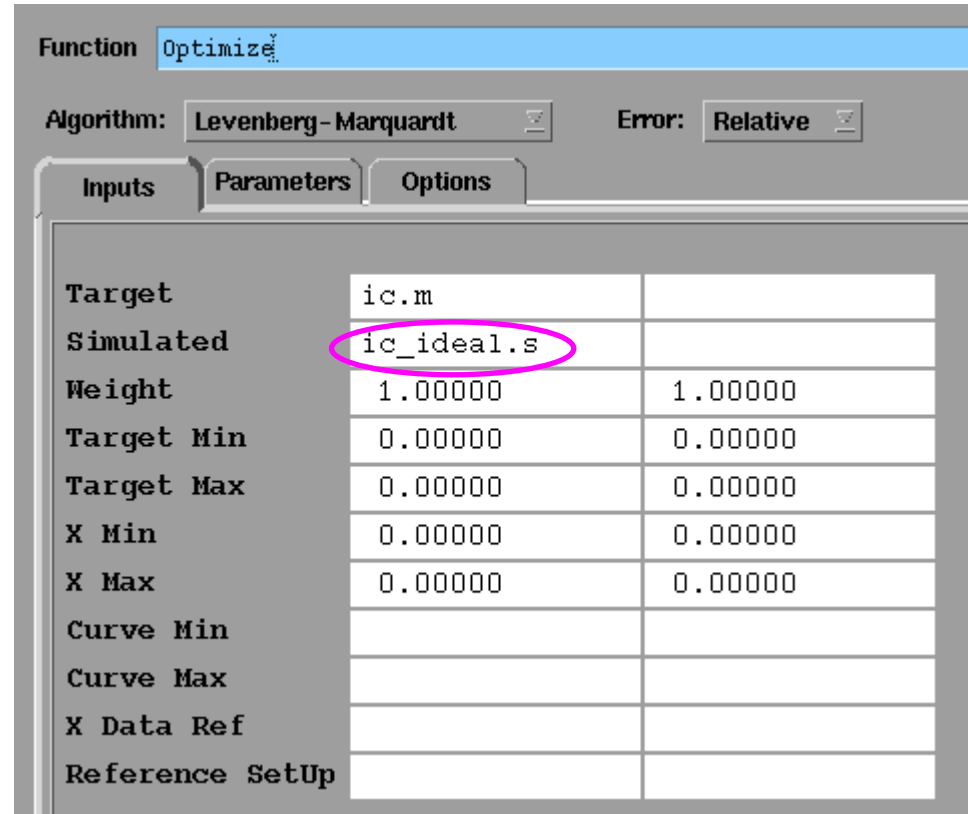 Function Optimize
Algorithm: Levenberg-Marquardt Error: Relative
Inputs Parameters Options
Target ic.m
Simulated ic_ideal.s
Weight 1.00000 1.00000
Target Min 0.00000 0.00000
Target Max 0.00000 0.00000
X Min 0.00000 0.00000
X Max 0.00000 0.00000
Curve Min
Curve Max
X Data Ref
Reference SetUp